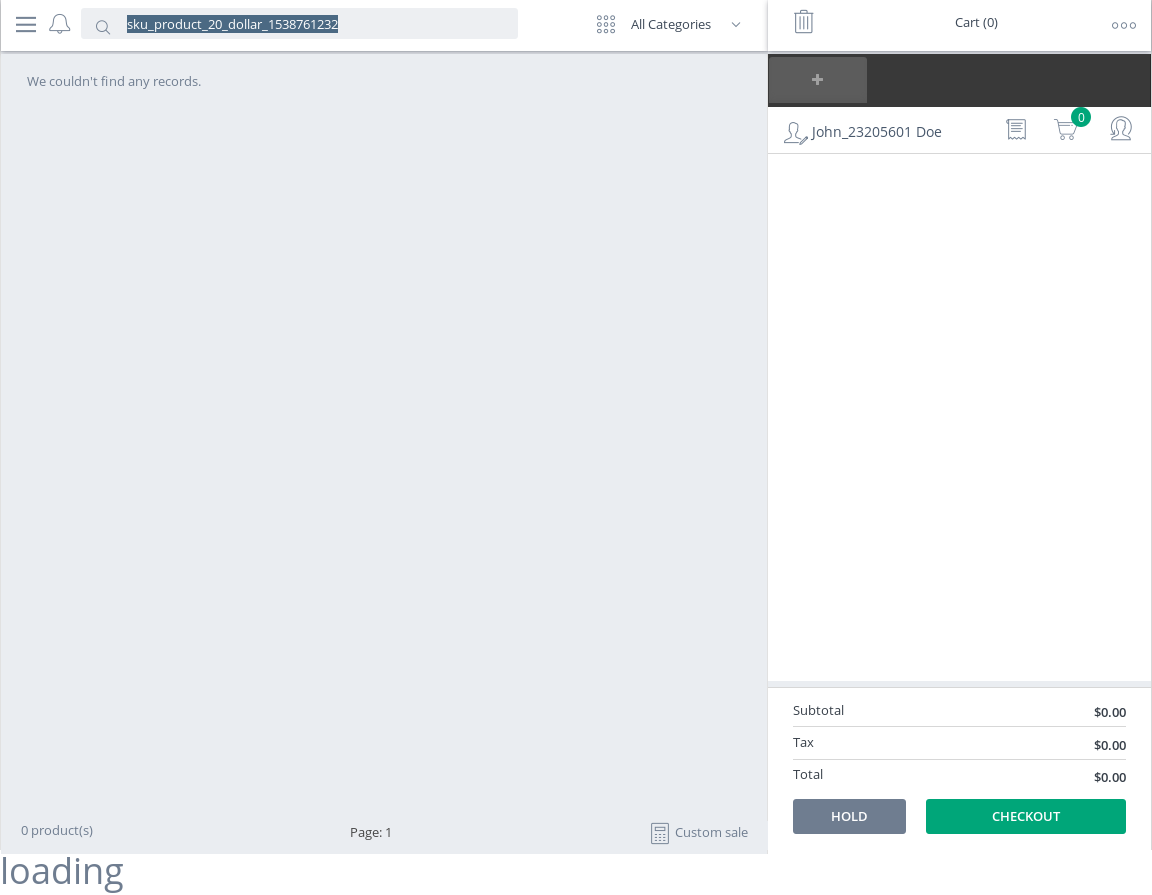 sku_product_20_dollar_1538761232
All Categories
Cart (0)
We couldn't find any records.
John_23205601 Doe
0
Subtotal $0.00
Tax $0.00
Total $0.00
HOLD CHECKOUT
0 product(s) Page: 1 Custom sale
loading